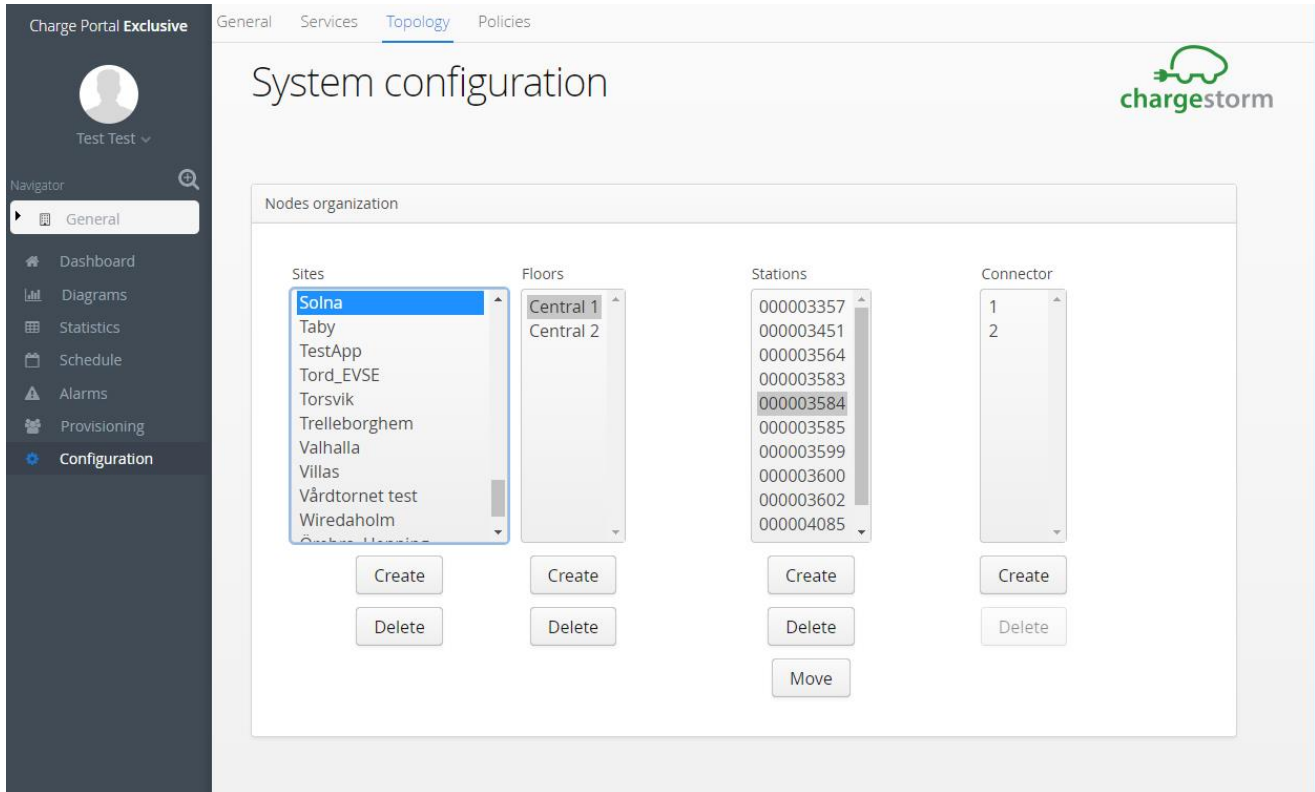 Charge Portal Exclusive
General Services Topology Policies
System configuration
chargestorm
Test Test
Navigator
General
Dashboard
Diagrams
Statistics
Schedule
Alarms
Provisioning
Configuration
Nodes organization
Sites
Solna
Taby
TestApp
Tord_EVSE
Torsvik
Trelleborghem
Valhalla
Villas
Vårdtornet test
Wiredaholm
Create
Delete
Floors
Central 1
Central 2
Create
Delete
Stations
000003357
000003451
000003564
000003583
000003584
000003585
000003599
000003600
000003602
000004085
Create
Delete
Move
Connector
1
2
Create
Delete